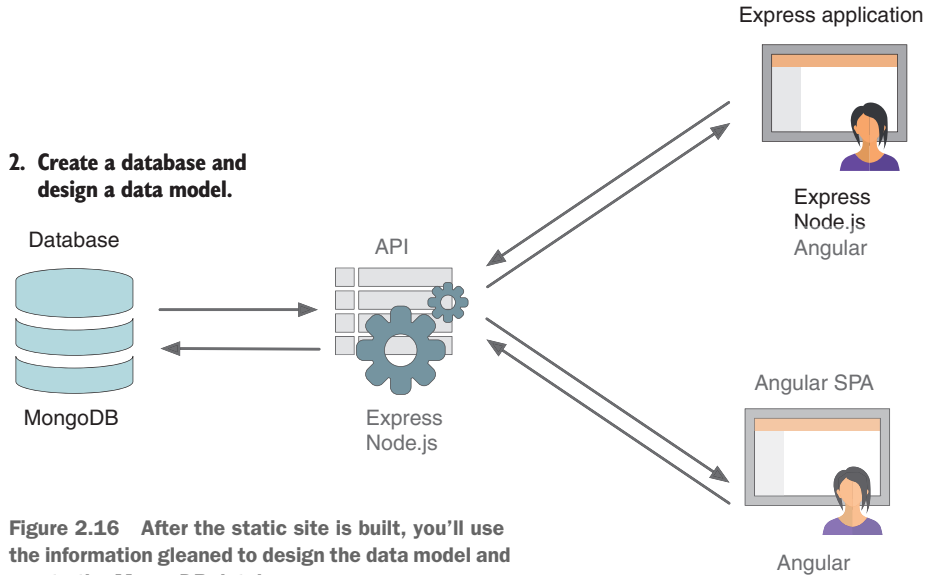 Express application
2. Create a database and
design a data model.
Database
API
Express
Node.js
Angular
MongoDB
Express
Node.js
Angular SPA
Figure 2.16 After the static site is built, you'll use
the information gleaned to design the data model and
Angular